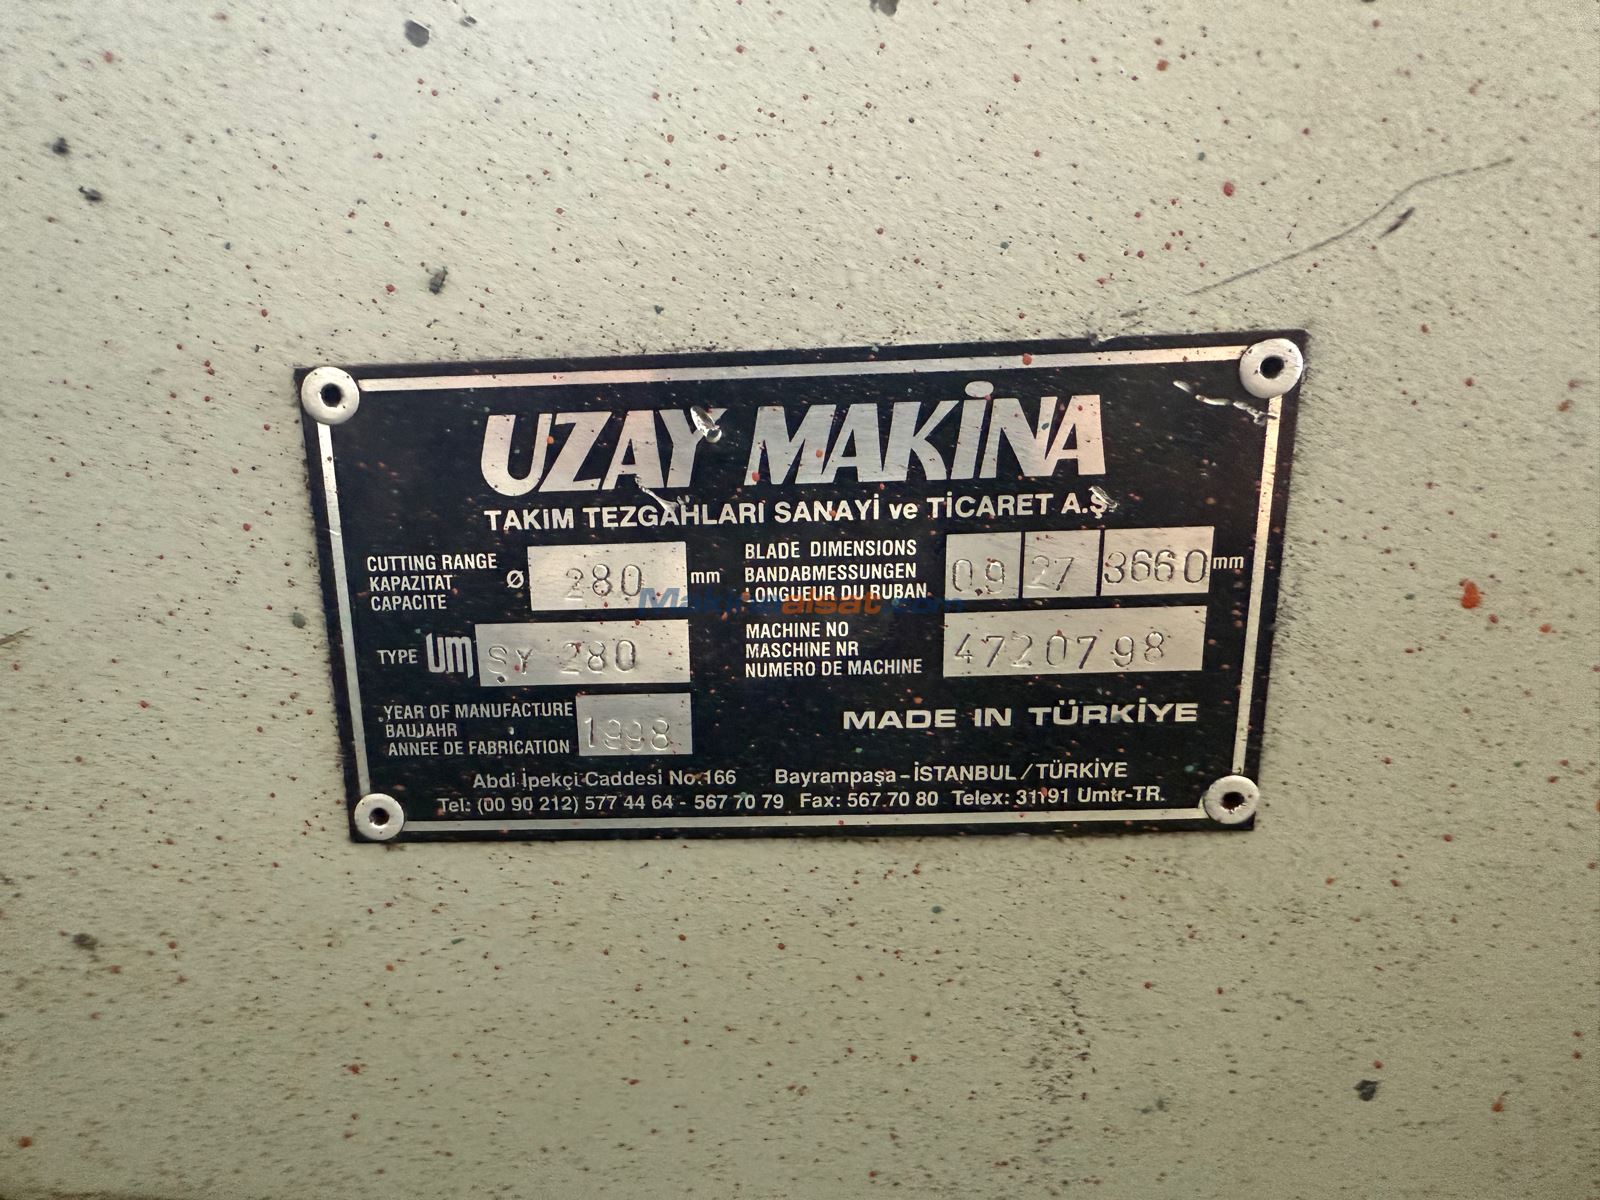 UZAY MAKİNA
TAKIM TEZGAHLARI SANAYİ ve TİCARET A.Ş.
CUTTING RANGE
KAPAZITAT
CAPACITE
Ø 280 mm
BLADE DIMENSIONS
BANDABMESSUNGEN
LONGUEUR DU RUBAN
0.9 27 3660 mm
TYPE um SY 280
MACHINE NO
MASCHINE NR
NUMERO DE MACHINE
4720798
YEAR OF MANUFACTURE
BAUJAHR
ANNEE DE FABRICATION
1998
MADE IN TÜRKİYE
Abdi İpekçi Caddesi No.166 Bayrampaşa - İSTANBUL / TÜRKİYE
Tel: (00 90 212) 577 44 64 - 567 70 79 Fax: 567 70 80 Telex: 31191 Umtr-TR.